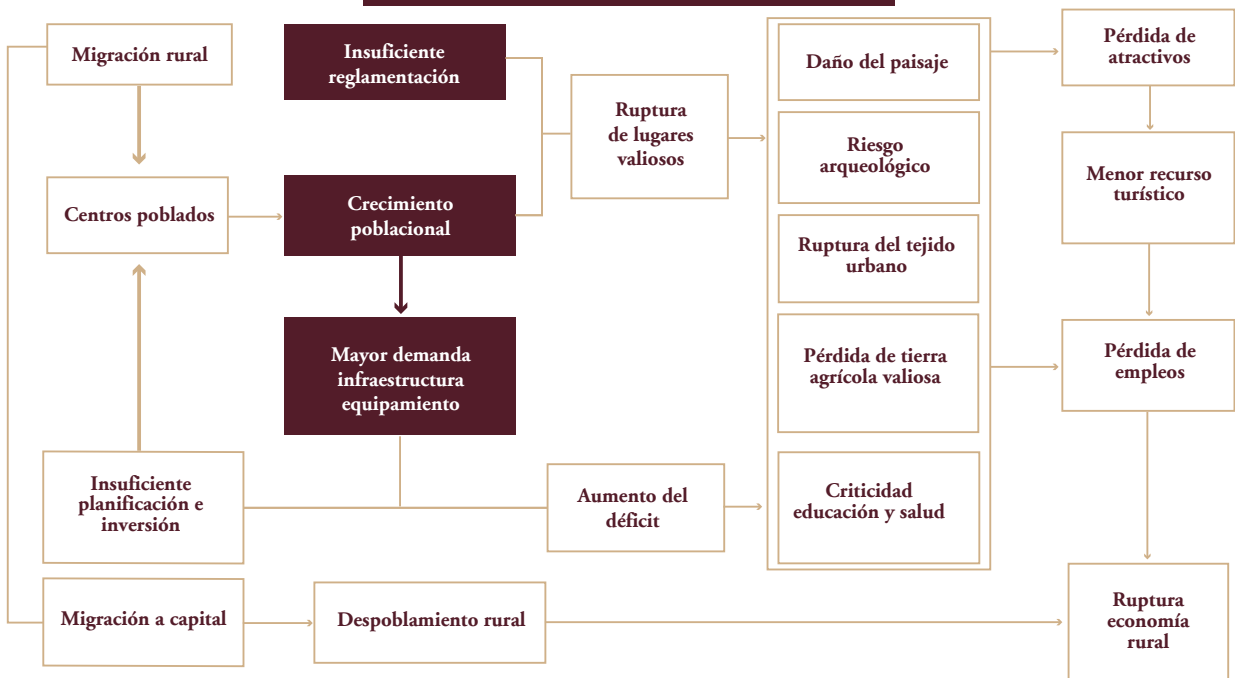 Migración rural
Insuficiente
reglamentación
Ruptura
de lugares
valiosos
Daño del paisaje
Pérdida de
atractivos
Riesgo
arqueológico
Menor recurso
turístico
Centros poblados
Crecimiento
poblacional
Ruptura del tejido
urbano
Mayor demanda
infraestructura
equipamiento
Pérdida de tierra
agrícola valiosa
Pérdida de
empleos
Insuficiente
planificación e
inversión
Aumento del
déficit
Criticidad
educación y salud
Migración a capital
Despoblamiento rural
Ruptura
economía
rural